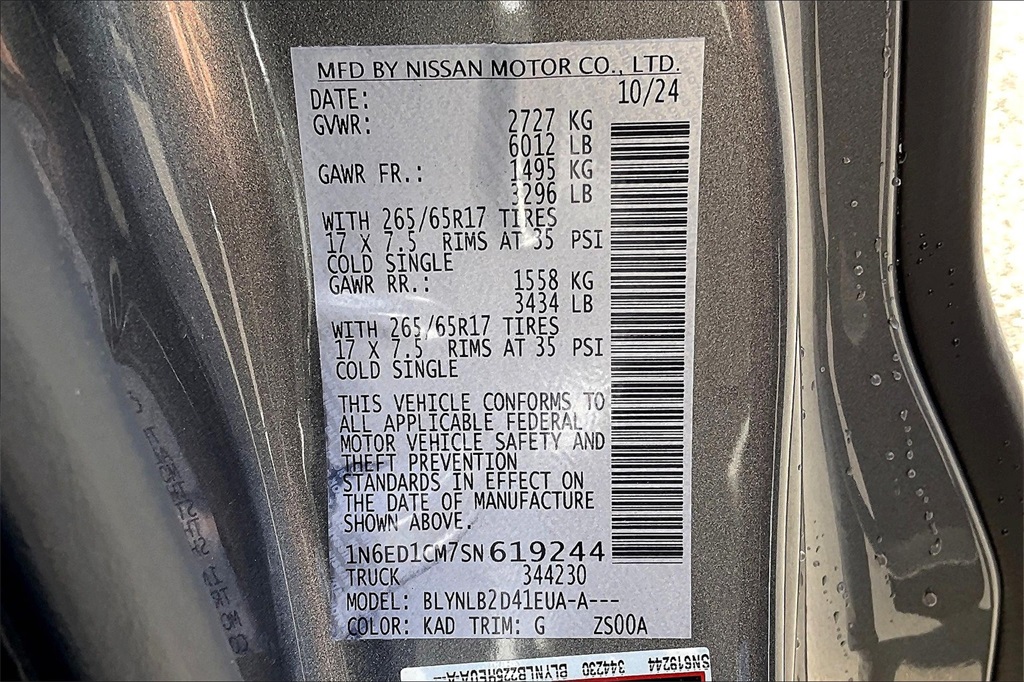 MFD BY NISSAN MOTOR CO., LTD.
DATE: 10/24
GVWR: 2727 KG
6012 LB
GAWR FR.: 1495 KG
3296 LB
WITH 265/65R17 TIRES
17 X 7.5 RIMS AT 35 PSI
COLD SINGLE
GAWR RR.: 1558 KG
3434 LB
WITH 265/65R17 TIRES
17 X 7.5 RIMS AT 35 PSI
COLD SINGLE
THIS VEHICLE CONFORMS TO
ALL APPLICABLE FEDERAL
MOTOR VEHICLE SAFETY AND
THEFT PREVENTION
STANDARDS IN EFFECT ON
THE DATE OF MANUFACTURE
SHOWN ABOVE.
1N6ED1CM7SN619244
TRUCK 344230
MODEL: BLYNLB2D41EUA-A---
COLOR: KAD TRIM: G ZS00A
SN619244 344230